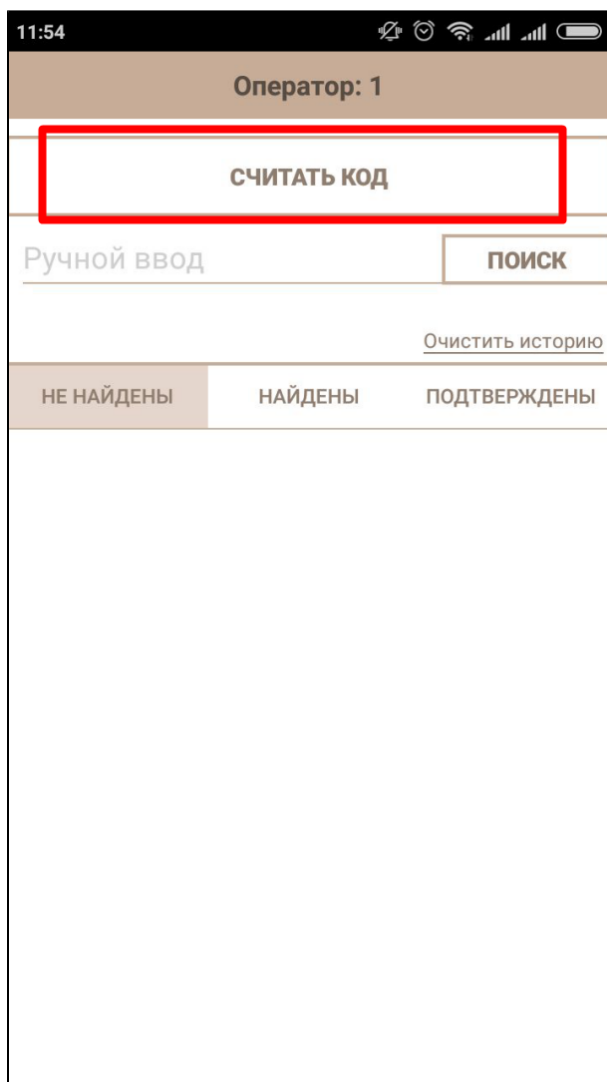 11:54
Оператор: 1
СЧИТАТЬ КОД
Ручной ввод
ПОИСК
Очистить историю
НЕ НАЙДЕНЫ НАЙДЕНЫ ПОДТВЕРЖДЕНЫ